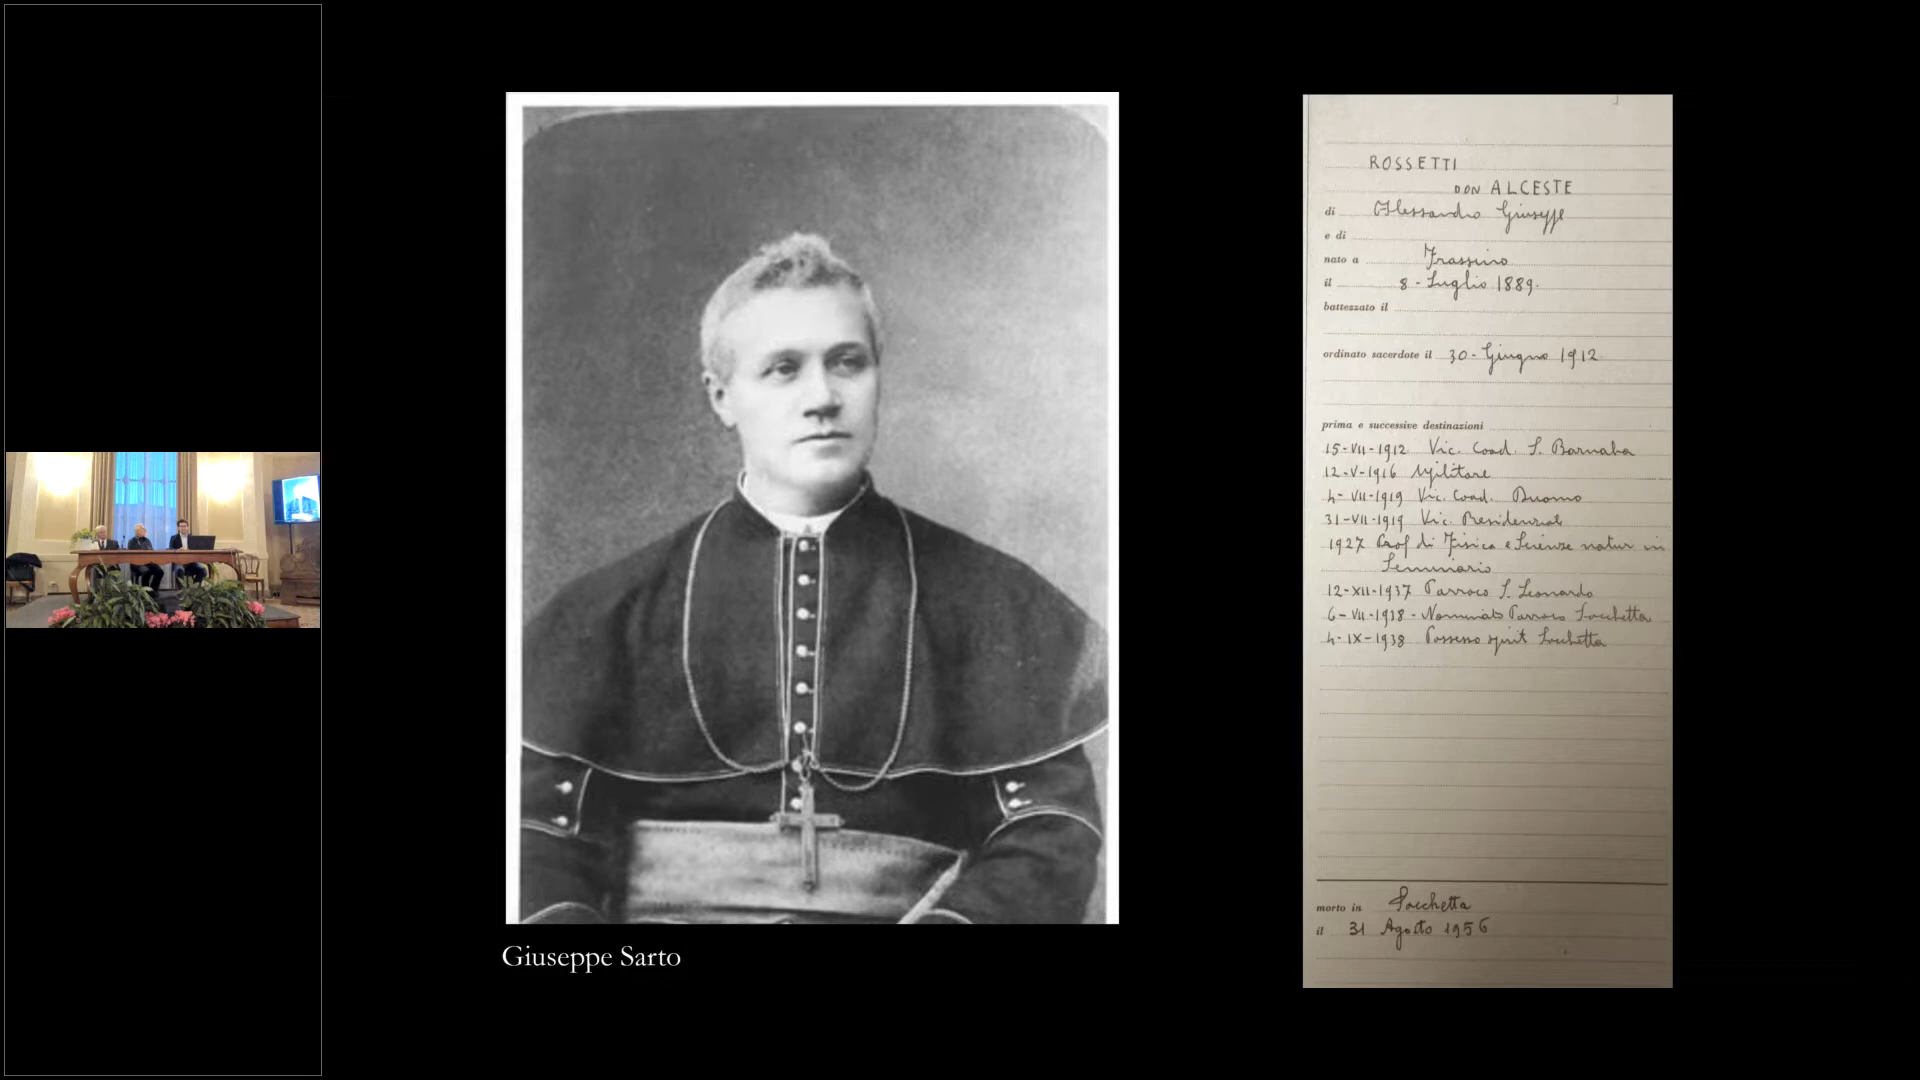 Giuseppe Sarto
ROSSETTI
DON ALCESTE
di Alessandro Giuseppe
e di
nato a Frassino
il 8 - Luglio 1889.
battezzato il
ordinato sacerdote il 30 - Giugno 1912
prima e successive destinazioni
15-VII-1912 Vic. Coad. S. Barnaba
12-V-1916 Militare
4-VII-1919 Vic. Coad. Duomo
31-VII-1919 Vic. Residenziale
1927 Prof di Fisica e Scienze natur in
Seminario
12-XII-1937 Parroco S. Leonardo
6-VII-1938 - Nominato Parroco Socchetta
4-IX-1938 Possesso spirit Socchetta
morto in Socchetta
il 31 Agosto 1956